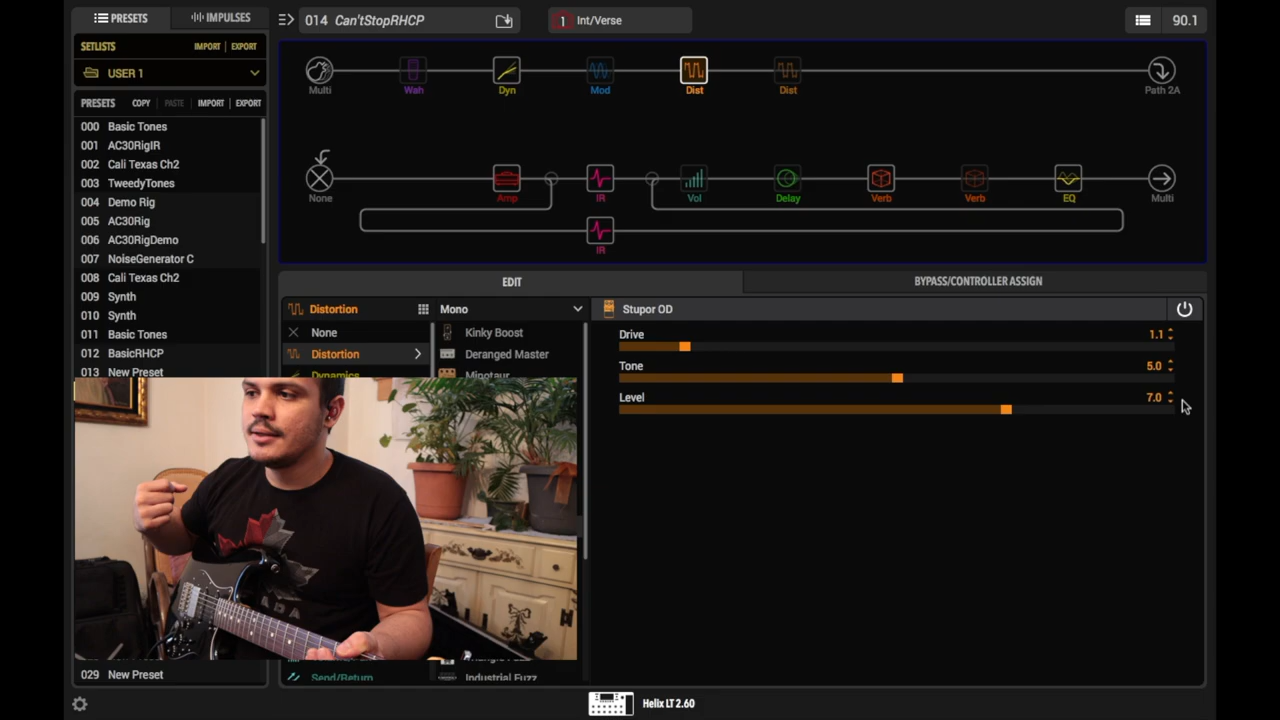 PRESETS
IMPULSES
014 Can'tStopRHCP
1 Int/Verse
90.1
SETLISTS IMPORT EXPORT
USER 1
PRESETS COPY PASTE IMPORT EXPORT
000 Basic Tones
001 AC30RigIR
002 Cali Texas Ch2
003 TweedyTones
004 Demo Rig
005 AC30Rig
006 AC30RigDemo
007 NoiseGenerator C
008 Cali Texas Ch2
009 Synth
010 Synth
011 Basic Tones
012 BasicRHCP
013 New Preset
029 New Preset
Multi Wah Dyn Mod Dist Dist Path 2A
None Amp IR Vol Delay Verb Verb EQ Multi
IR
EDIT
BYPASS/CONTROLLER ASSIGN
Distortion
None
Distortion
Dynamics
Send/Return
Mono
Kinky Boost
Deranged Master
Minotaur
Industrial Fuzz
Stupor OD
Drive 1.1
Tone 5.0
Level 7.0
Helix LT 2.60